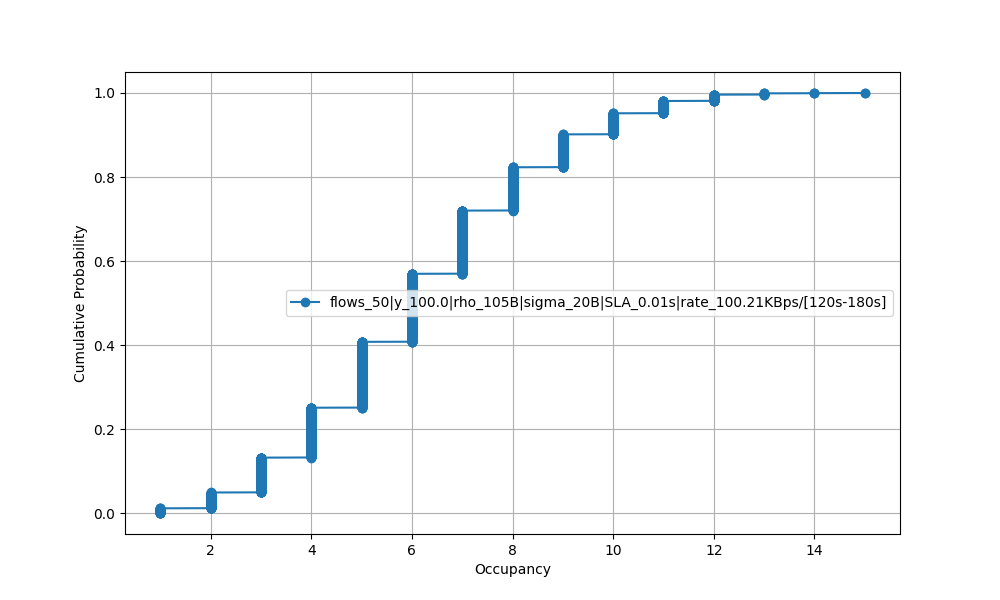 1.0
0.8
0.6
0.4
0.2
0.0
Cumulative Probability
flows_50|y_100.0|rho_105B|sigma_20B|SLA_0.01s|rate_100.21KBps/[120s-180s]
2 4 6 8 10 12 14
Occupancy